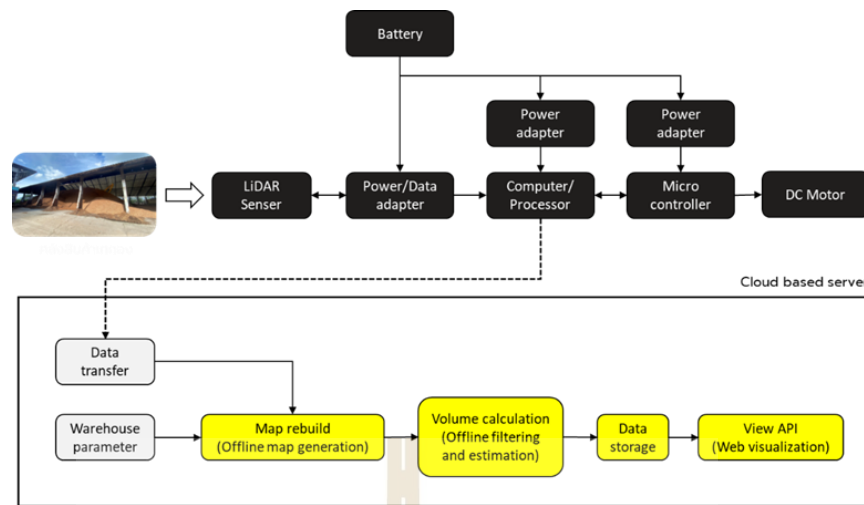 Battery
Power
adapter
Power
adapter
LiDAR
Senser
Power/Data
adapter
Computer/
Processor
Micro
controller
DC Motor
Cloud based server
Data
transfer
Warehouse
parameter
Map rebuild
(Offline map generation)
Volume calculation
(Offline filtering
and estimation)
Data
storage
View API
(Web visualization)